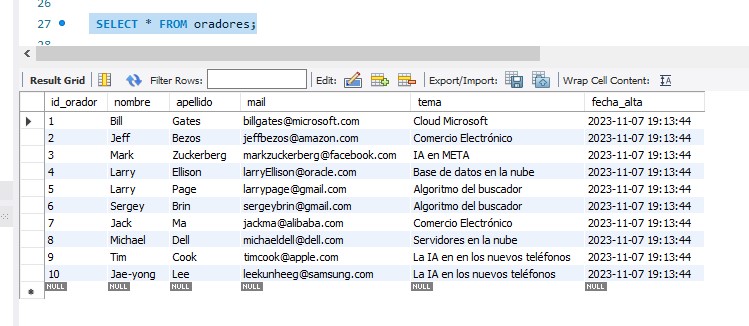 26
27 SELECT * FROM oradores;
28
Result Grid Filter Rows: Edit: Export/Import: Wrap Cell Content:
id_orador nombre apellido mail tema fecha_alta
1 Bill Gates billgates@microsoft.com Cloud Microsoft 2023-11-07 19:13:44
2 Jeff Bezos jeffbezos@amazon.com Comercio Electrónico 2023-11-07 19:13:44
3 Mark Zuckerberg markzuckerberg@facebook.com IA en META 2023-11-07 19:13:44
4 Larry Ellison larryEllison@oracle.com Base de datos en la nube 2023-11-07 19:13:44
5 Larry Page larrypage@gmail.com Algoritmo del buscador 2023-11-07 19:13:44
6 Sergey Brin sergeybrin@gmail.com Algoritmo del buscador 2023-11-07 19:13:44
7 Jack Ma jackma@alibaba.com Comercio Electrónico 2023-11-07 19:13:44
8 Michael Dell michaeldell@dell.com Servidores en la nube 2023-11-07 19:13:44
9 Tim Cook timcook@apple.com La IA en en los nuevos teléfonos 2023-11-07 19:13:44
10 Jae-yong Lee leekunheeg@samsung.com La IA en los nuevos teléfonos 2023-11-07 19:13:44
NULL NULL NULL NULL NULL NULL